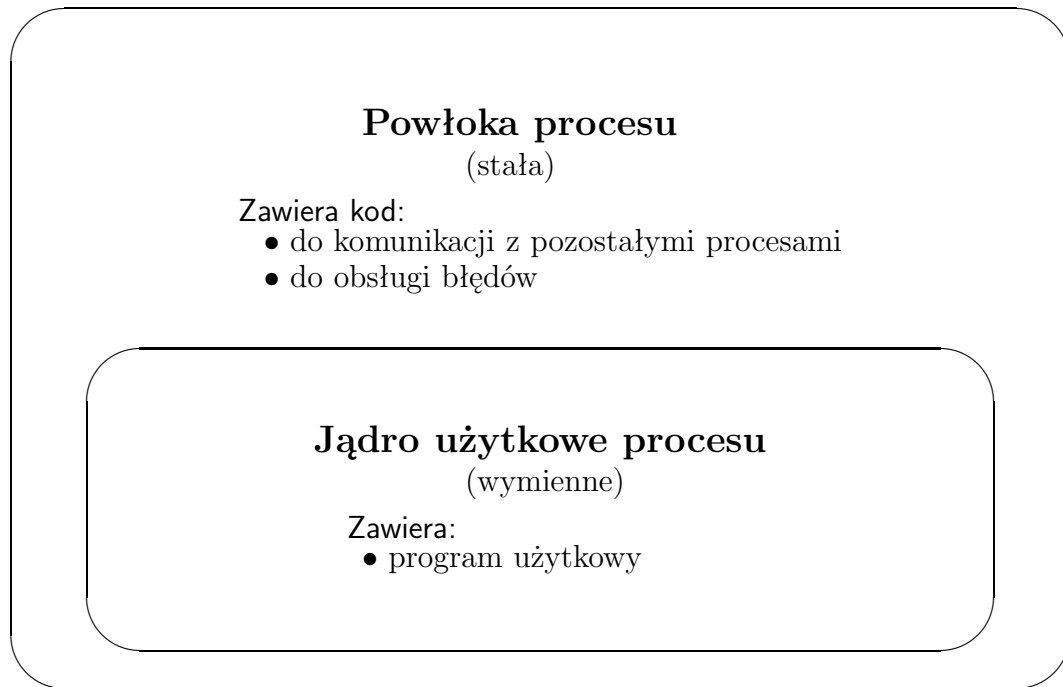 Powłoka procesu
(stała)
Zawiera kod:
• do komunikacji z pozostałymi procesami
• do obsługi błędów
Jądro użytkowe procesu
(wymienne)
Zawiera:
• program użytkowy